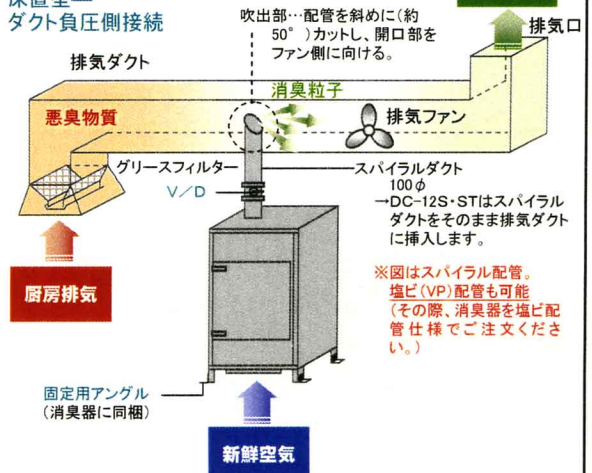 ダクト負圧側接続
吹出部…配管を斜めに(約
50°)カットし、開口部を
ファン側に向ける。
排気口
排気ダクト
消臭粒子
悪臭物質
排気ファン
グリースフィルター
V/D
スパイラルダクト
100φ
→DC-12S・STはスパイラル
ダクトをそのまま排気ダクト
に挿入します。
厨房排気
※図はスパイラル配管。
塩ビ(VP)配管も可能
(その際、消臭器を塩ビ配
管仕様でご注文くださ
い。)
固定用アングル
(消臭器に同梱)
新鮮空気